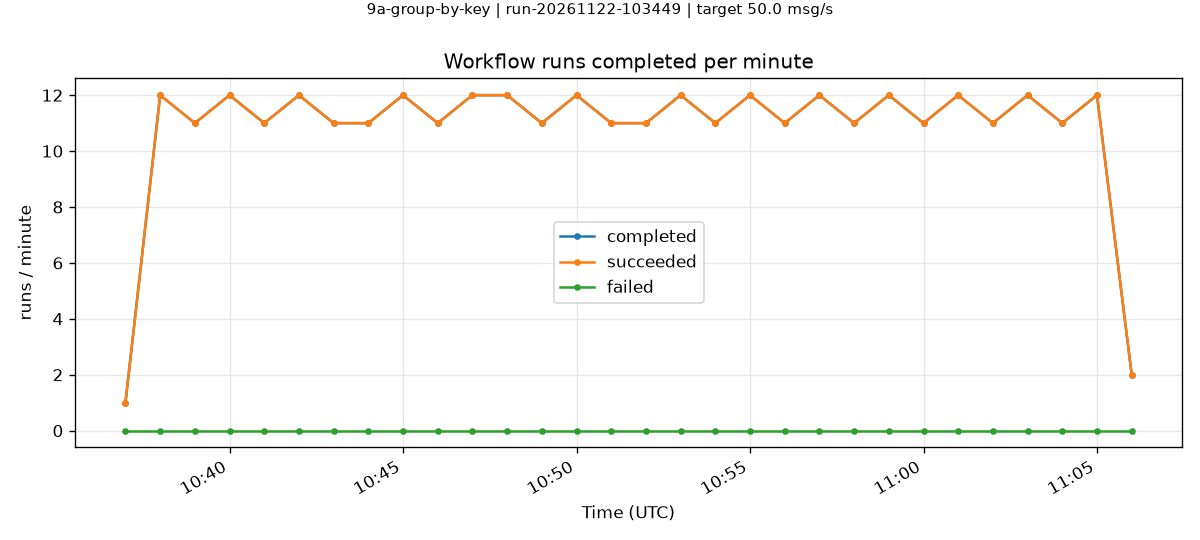 9a-group-by-key | run-20261122-103449 | target 50.0 msg/s
Workflow runs completed per minute
12
10
8
6
4
2
0
runs / minute
completed
succeeded
failed
10:40
10:45
10:50
10:55
11:00
11:05
Time (UTC)